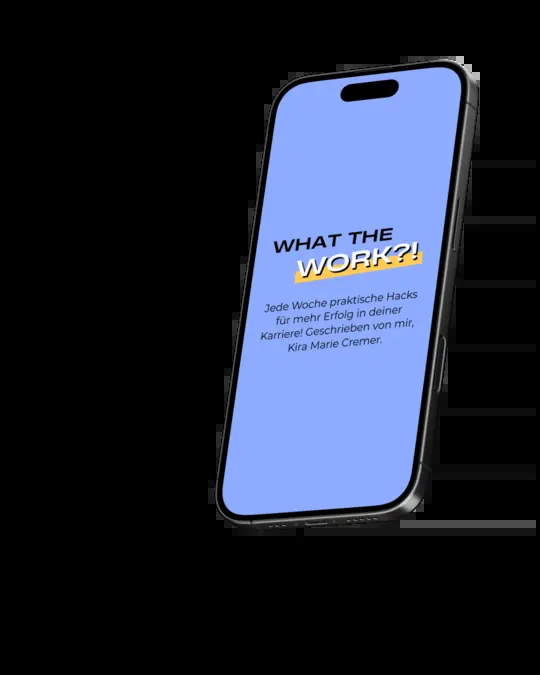 WHAT THE
WORK?!
Jede Woche praktische Hacks
für mehr Erfolg in deiner
Karriere! Geschrieben von mir,
Kira Marie Cremer.